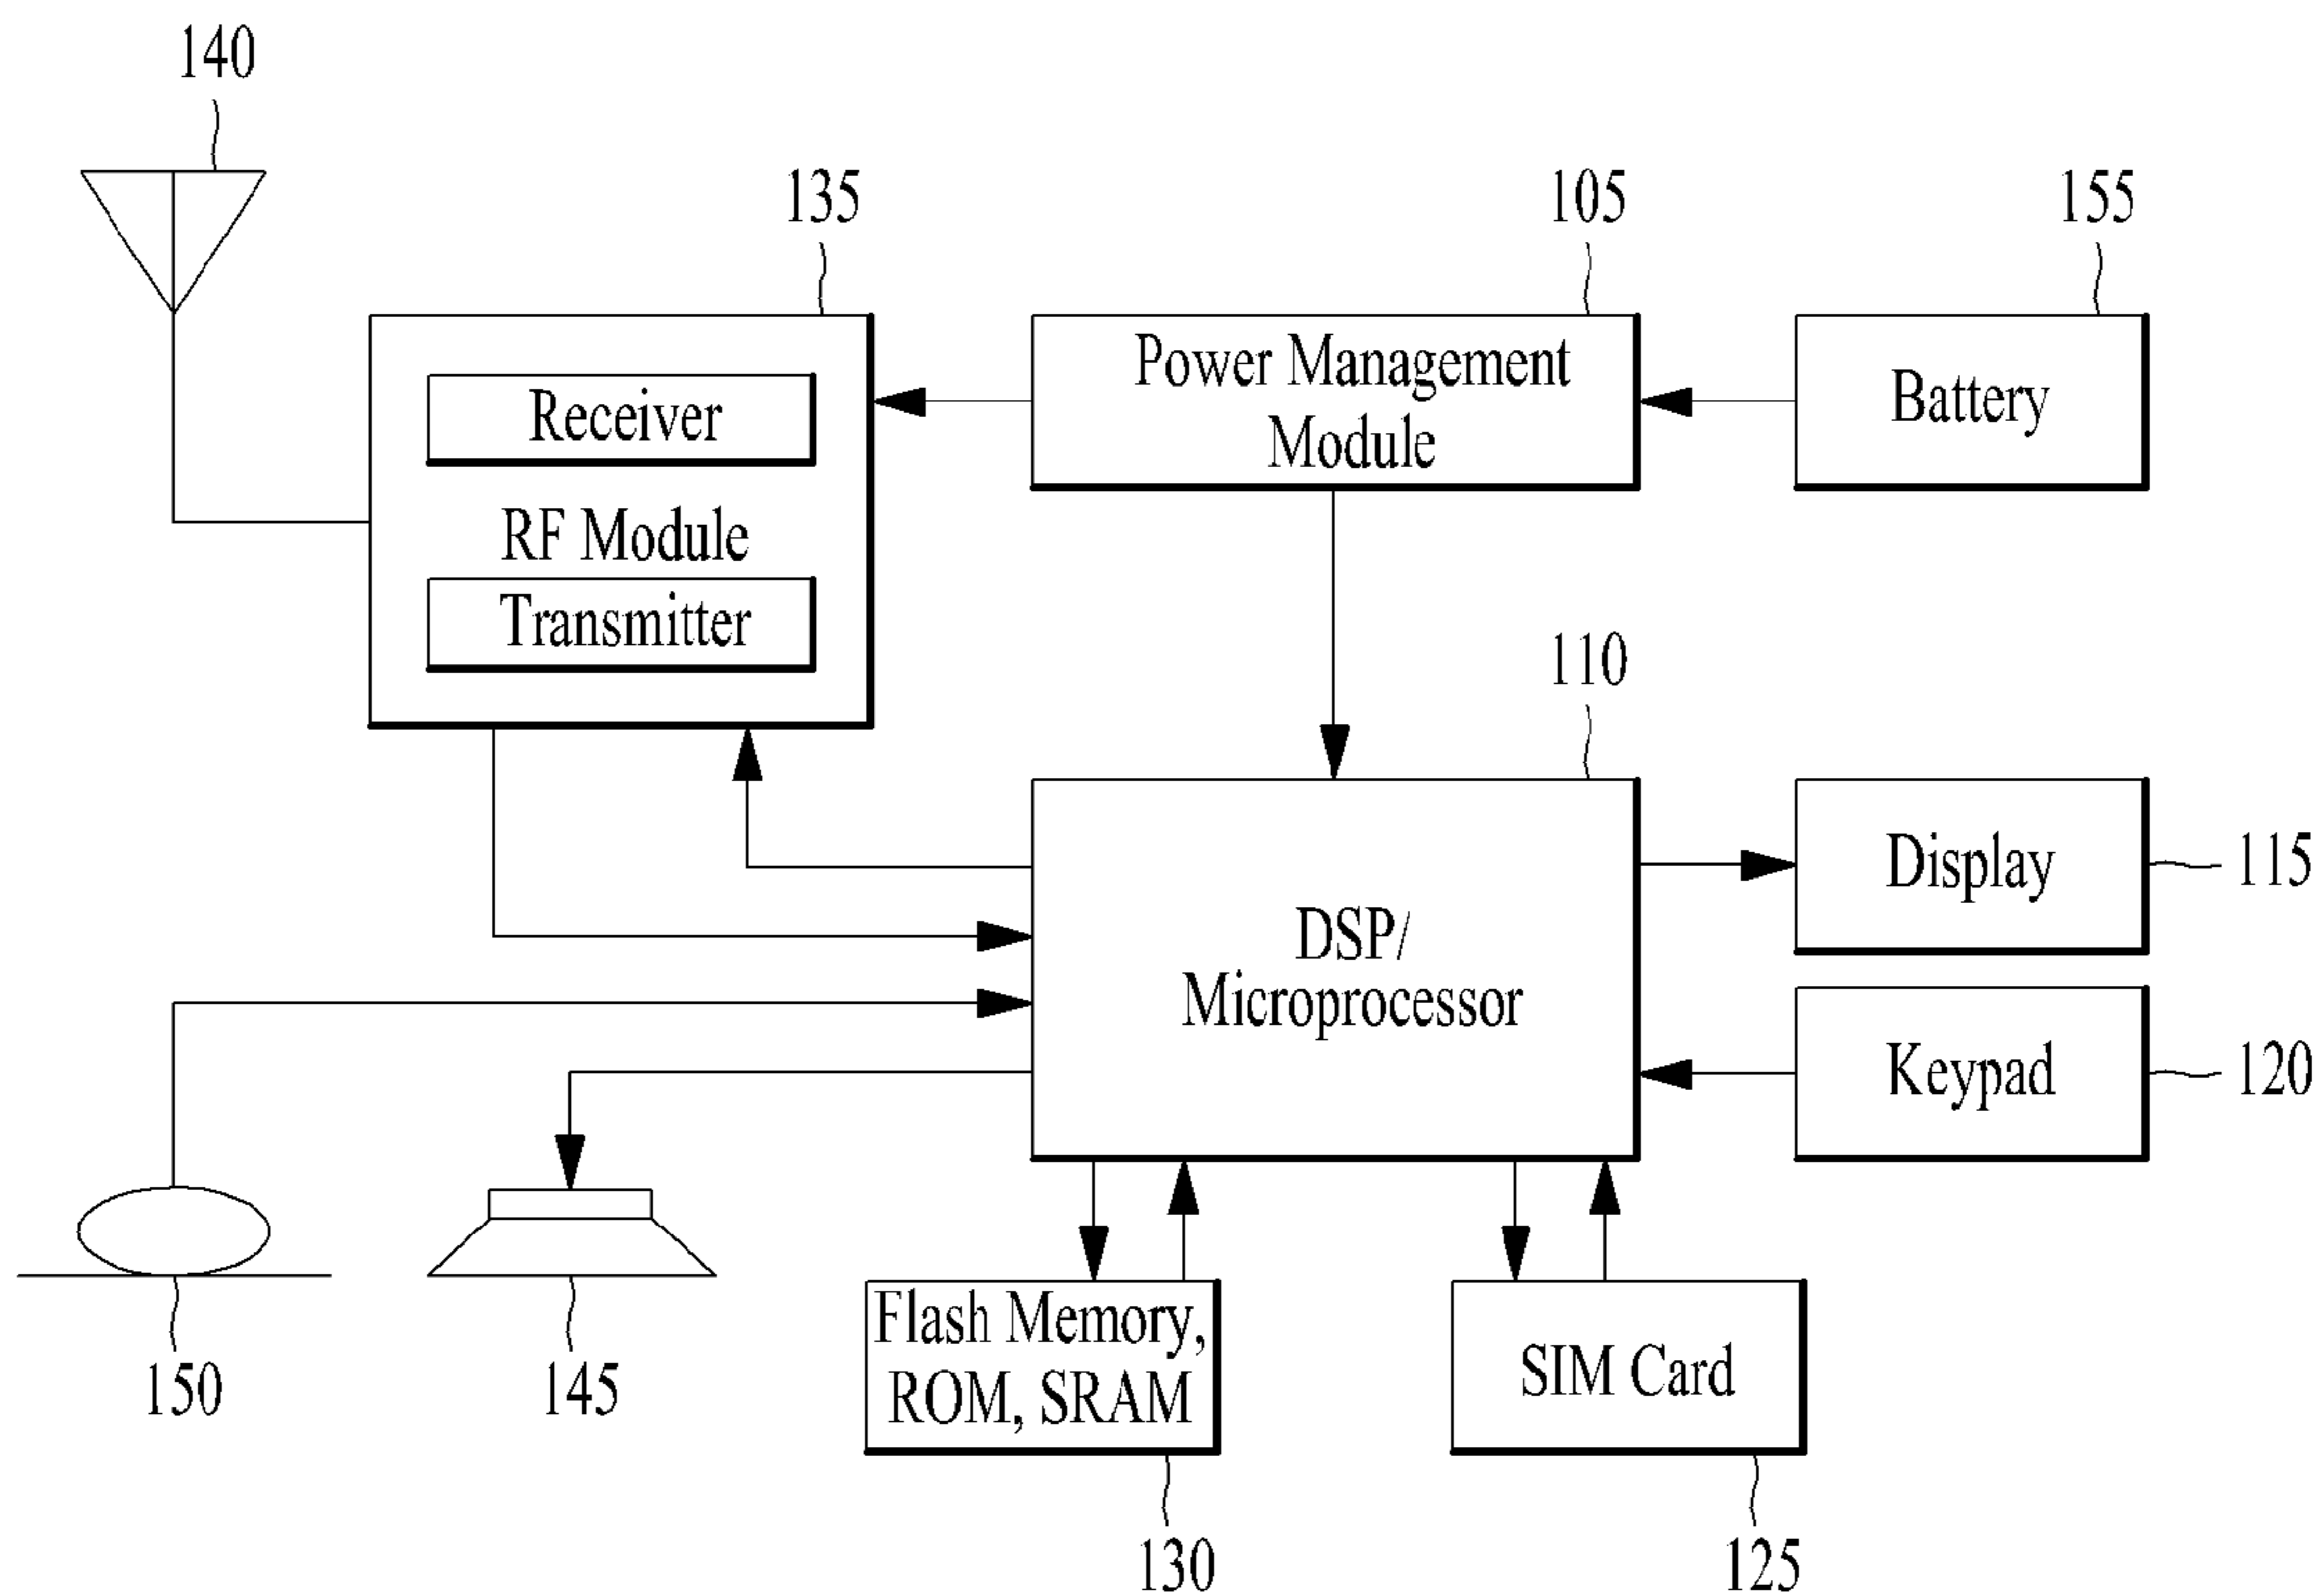 140
135
105
155
Receiver
RF Module
Transmitter
Power Management
Module
Battery
110
DSP/
Microprocessor
Display
115
Keypad
120
150
145
Flash Memory,
ROM, SRAM
SIM Card
130
125